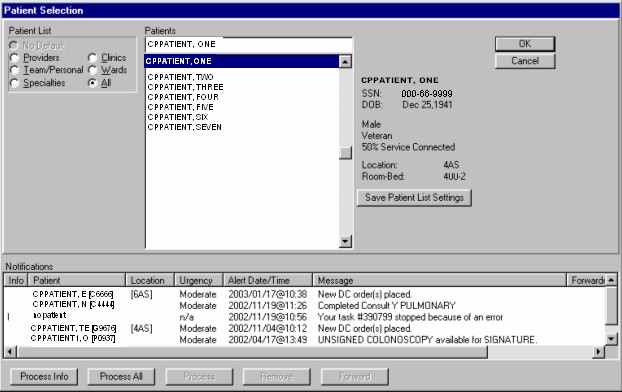 Patient Selection
Patient List
No Default
Providers Clinics
Team/Personal Wards
Specialties All
Patients
CPPATIENT, ONE
CPPATIENT, ONE
CPPATIENT, TWO
CPPATIENT, THREE
CPPATIENT, FOUR
CPPATIENT, FIVE
CPPATIENT, SIX
CPPATIENT, SEVEN
OK
Cancel
CPPATIENT, ONE
SSN: 000-66-9999
DOB: Dec 25,1941
Male
Veteran
50% Service Connected
Location: 4AS
Room-Bed: 4UU-2
Save Patient List Settings
Notifications
Info Patient Location Urgency Alert Date/Time Message Forward
CPPATIENT, E [C6666] [6AS] Moderate 2003/01/17@10:38 New DC order(s) placed.
CPPATIENT, N [C4444] Moderate 2002/11/19@11:26 Completed Consult Y PULMONARY
I no patient n/a 2002/11/19@10:56 Your task #390799 stopped because of an error
CPPATIENT, TE [G9676] [4AS] Moderate 2002/11/04@10:12 New DC order(s) placed.
CPPATIENT1, O [P0937] Moderate 2002/04/17@13:49 UNSIGNED COLONOSCOPY available for SIGNATURE.
Process Info Process All Process Remove Forward